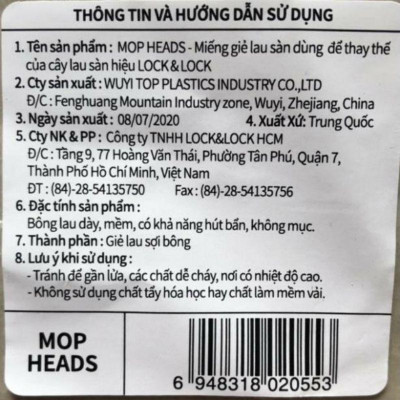 THÔNG TIN VÀ HƯỚNG DẪN SỬ DỤNG
1. Tên sản phẩm : MOP HEADS - Miếng giẻ lau sàn dùng để thay thế
của cây lau sàn hiệu LOCK&LOCK
2. Cty sản xuất : WUYI TOP PLASTICS INDUSTRY CO.,LTD
Đ/C : Fenghuang Mountain Industry zone, Wuyi, Zhejiang, China
3. Ngày sản xuất : 08/07/2020 4. Xuất Xứ: Trung Quốc
5. Cty NK & PP : Công ty TNHH LOCK&LOCK HCM
Đ/C : Tầng 9, 77 Hoàng Văn Thái, Phường Tân Phú, Quận 7,
Thành Phố Hồ Chí Minh, Việt Nam
ĐT : (84)-28-54135750 Fax : (84)-28-54135756
6. Đặc tính sản phẩm :
Bông lau dày, mềm, có khả năng hút bẩn, không mục.
7. Thành phần : Giẻ lau sợi bông
8. Lưu ý khi sử dụng :
- Tránh để gần lửa, các chất dễ cháy, nơi có nhiệt độ cao.
- Không sử dụng chất tẩy hóa học hay chất làm mềm vải.
MOP
HEADS
6 948318 020553